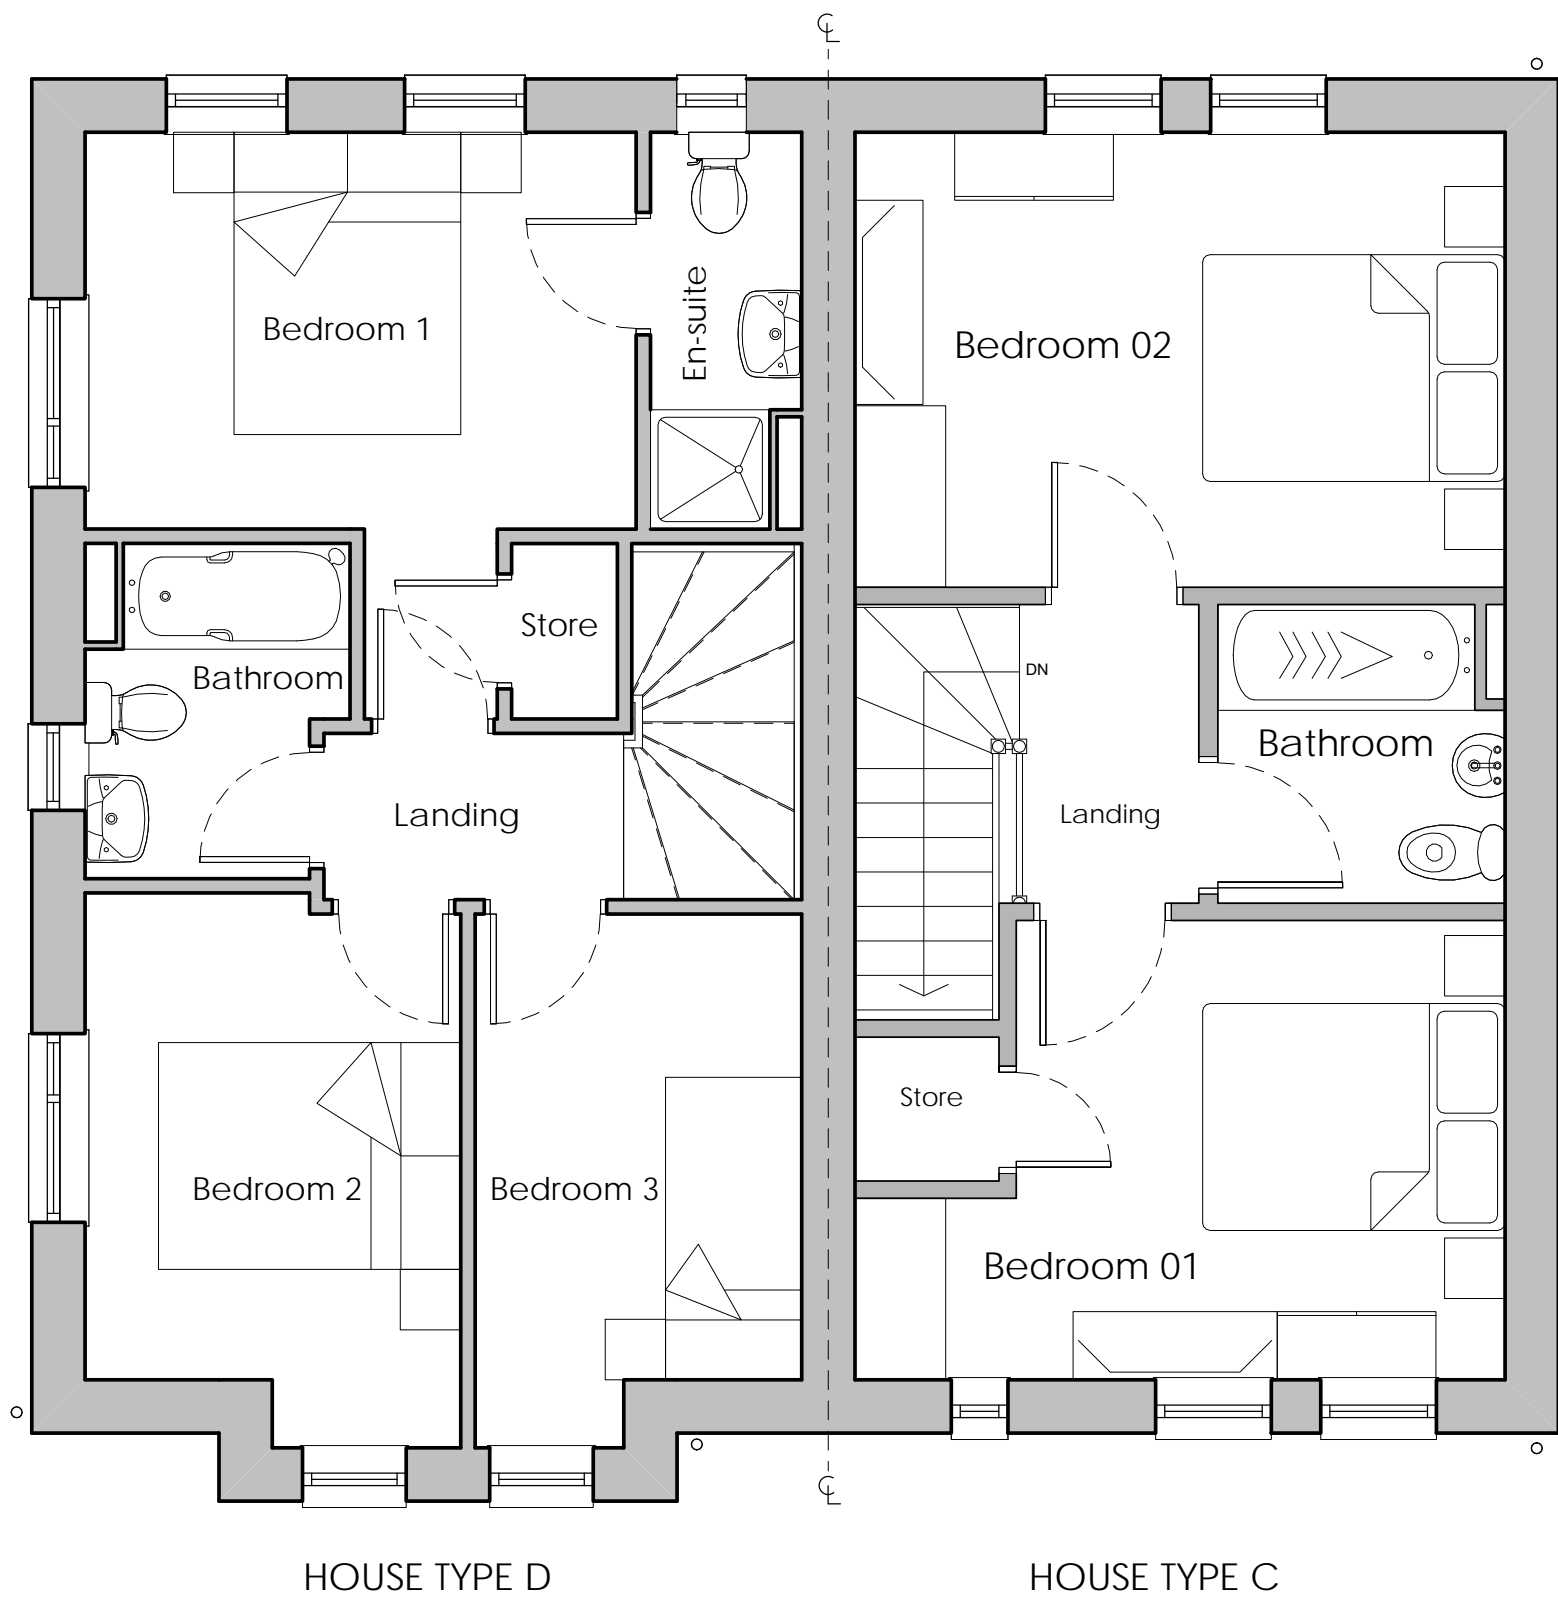 ℄
Bedroom 1
En-suite
Bedroom 02
Store
DN
Bathroom
Bathroom
Landing
Landing
Store
Bedroom 2
Bedroom 3
Bedroom 01
℄
HOUSE TYPE D
HOUSE TYPE C